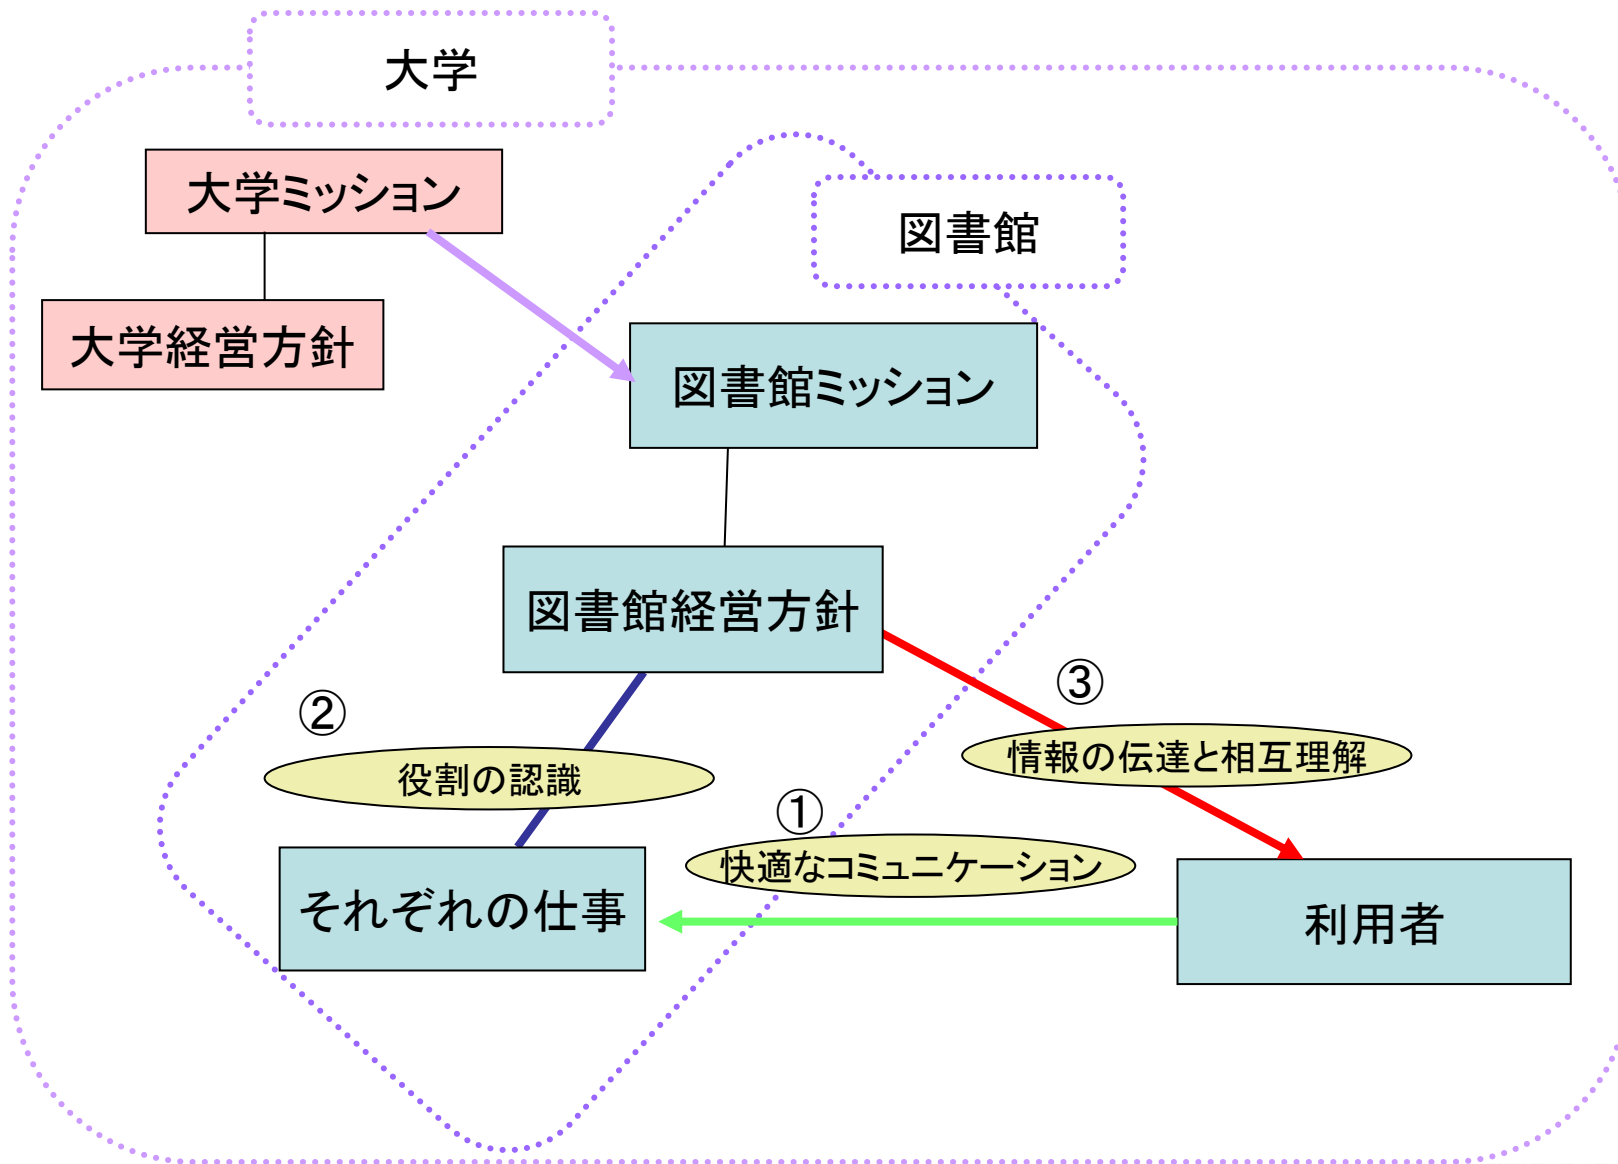 大学
大学ミッション
図書館
大学経営方針
図書館ミッション
図書館経営方針
②
③
役割の認識
情報の伝達と相互理解
①
快適なコミュニケーション
それぞれの仕事
利用者